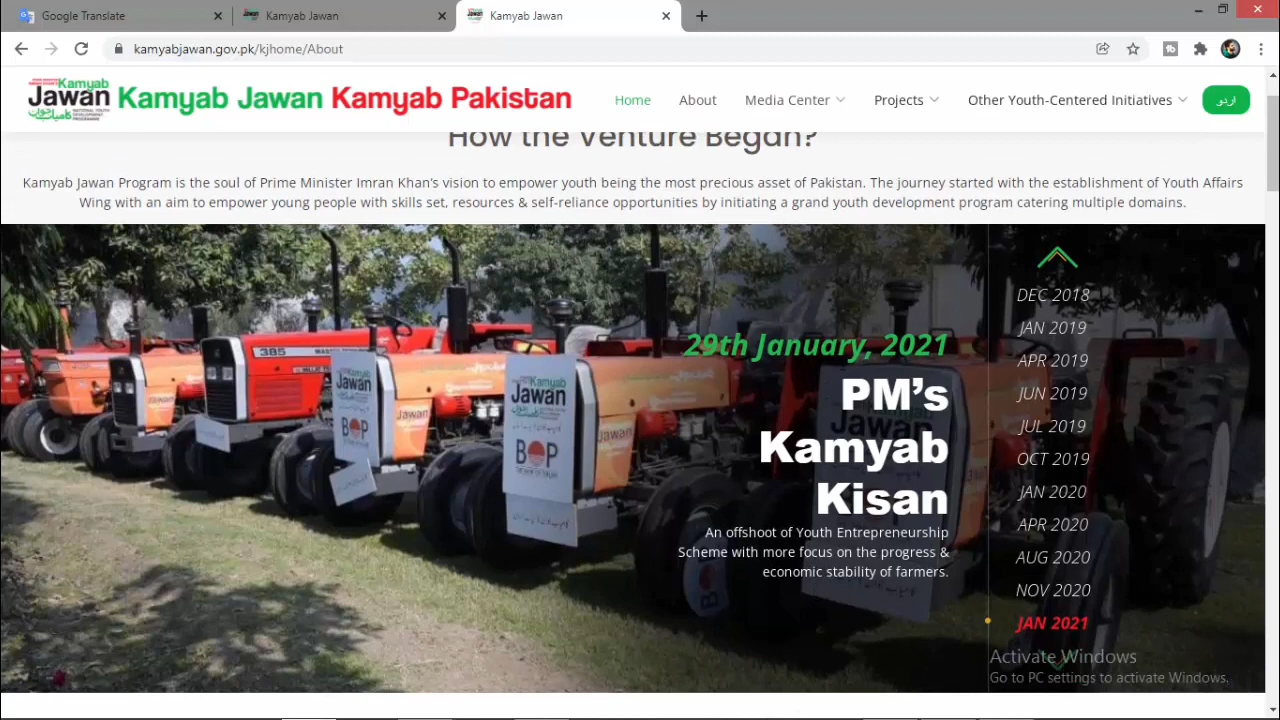 Google Translate
Kamyab Jawan
Kamyab Jawan
kamyabjawan.gov.pk/kjhome/About
Kamyab
Jawan
Kamyab Jawan Kamyab Pakistan
Home
About
Media Center
Projects
Other Youth-Centered Initiatives
اردو
How the Venture Began?
Kamyab Jawan Program is the soul of Prime Minister Imran Khan's vision to empower youth being the most precious asset of Pakistan. The journey started with the establishment of Youth Affairs
Wing with an aim to empower young people with skills set, resources & self-reliance opportunities by initiating a grand youth development program catering multiple domains.
385
Jawan
BOP
Jawan
Kamyab
Jawan
BOP
Jawan
29th January, 2021
PM's
Kamyab
Kisan
An offshoot of Youth Entrepreneurship
Scheme with more focus on the progress &
economic stability of farmers.
DEC 2018
JAN 2019
APR 2019
JUN 2019
JUL 2019
OCT 2019
JAN 2020
APR 2020
AUG 2020
NOV 2020
JAN 2021
Activate Windows
Go to PC settings to activate Windows.